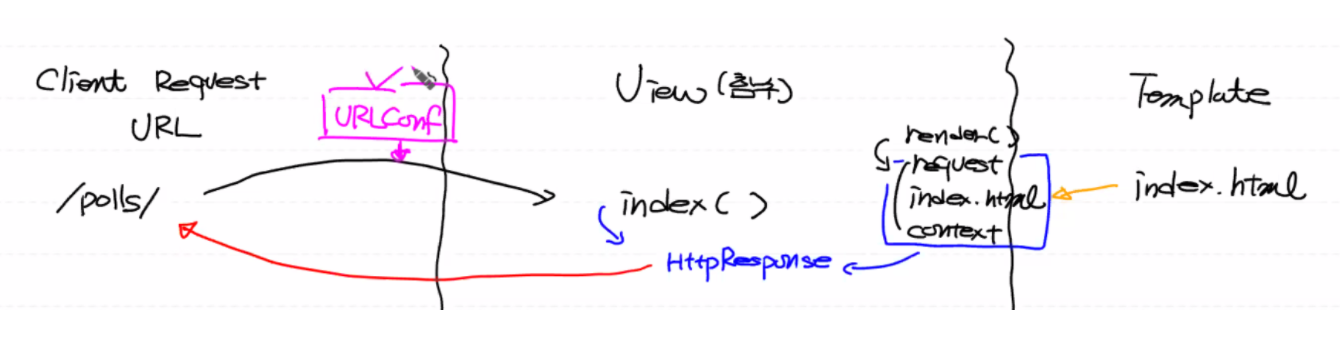 Client Request
URL
URLConf
View (함수)
Template
/polls/
index( )
HttpResponse
render( )
request
index.html
context
index.html